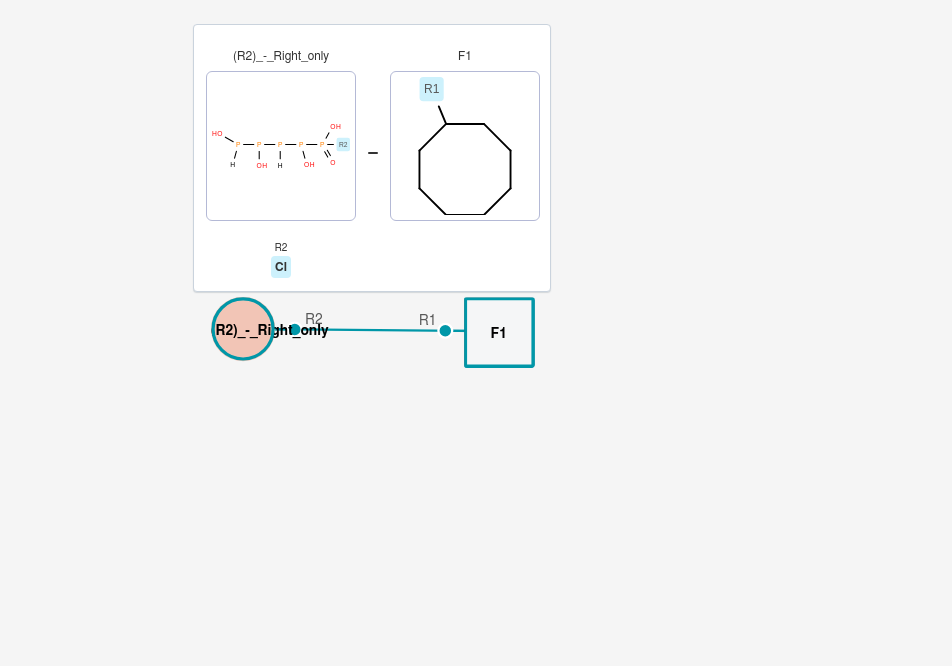 (R2)_-_Right_only
F1
R1
HO
P
P
P
P
P
OH
R2
H
OH
H
OH
O
–
R2
Cl
R2
R1
R2)_-_Right_only
F1